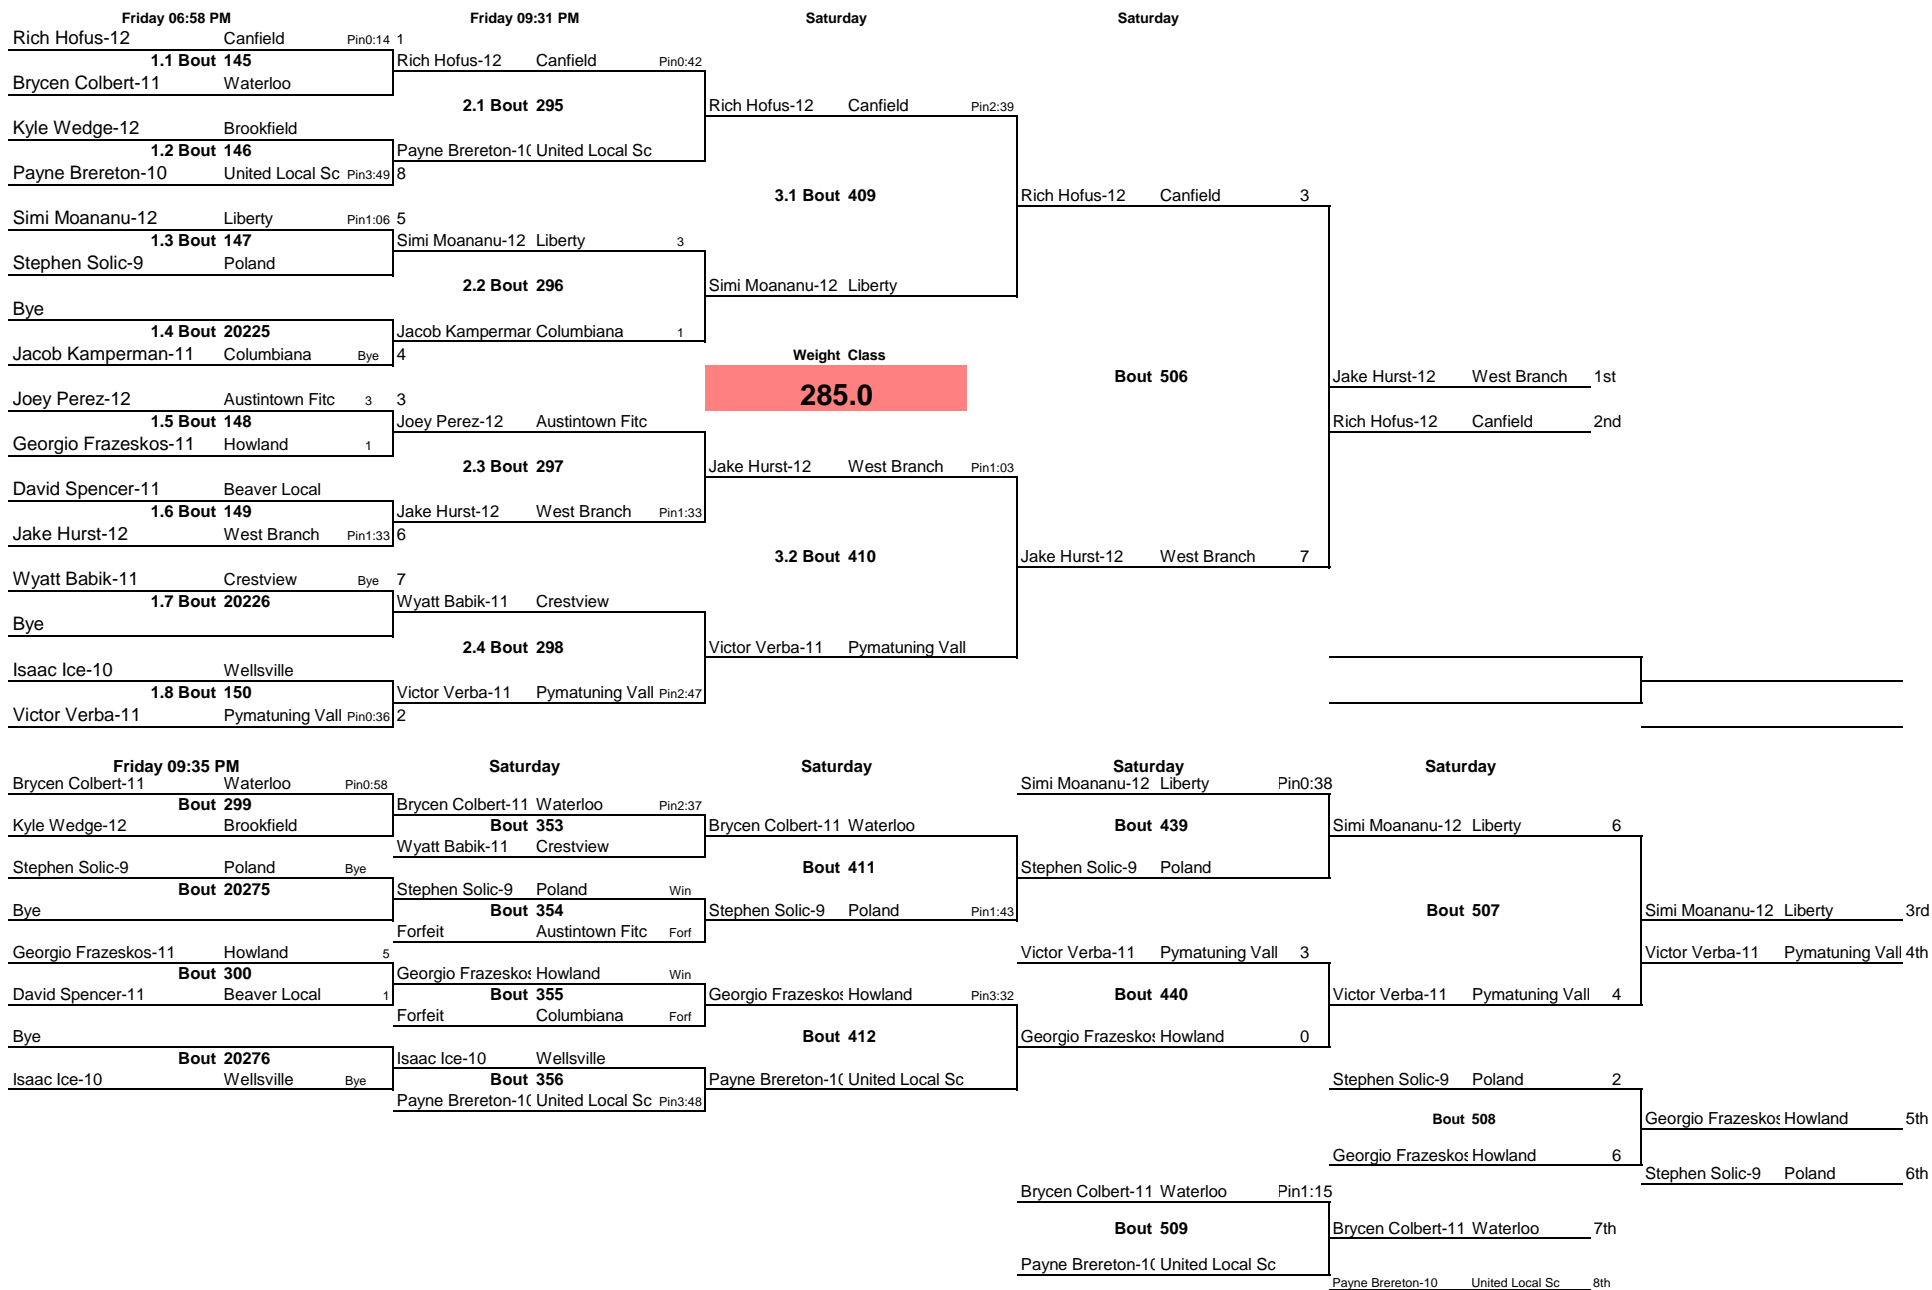 Friday 06:58 PM Friday 09:31 PM Saturday Saturday
Rich Hofus-12 Canfield Pin0:14 1
1.1 Bout 145 Rich Hofus-12 Canfield Pin0:42
Brycen Colbert-11 Waterloo
2.1 Bout 295 Rich Hofus-12 Canfield Pin2:39
Kyle Wedge-12 Brookfield
1.2 Bout 146 Payne Brereton-1( United Local Sc
Payne Brereton-10 United Local Sc Pin3:49 8
3.1 Bout 409 Rich Hofus-12 Canfield 3
Simi Moananu-12 Liberty Pin1:06 5
1.3 Bout 147 Simi Moananu-12 Liberty 3
Stephen Solic-9 Poland
2.2 Bout 296 Simi Moananu-12 Liberty
Bye
1.4 Bout 20225 Jacob Kampermar Columbiana 1
Jacob Kamperman-11 Columbiana Bye 4 Weight Class
Bout 506 Jake Hurst-12 West Branch 1st
285.0
Joey Perez-12 Austintown Fitc 3 3
1.5 Bout 148 Joey Perez-12 Austintown Fitc Rich Hofus-12 Canfield 2nd
Georgio Frazeskos-11 Howland 1
2.3 Bout 297 Jake Hurst-12 West Branch Pin1:03
David Spencer-11 Beaver Local
1.6 Bout 149 Jake Hurst-12 West Branch Pin1:33
Jake Hurst-12 West Branch Pin1:33 6
3.2 Bout 410 Jake Hurst-12 West Branch 7
Wyatt Babik-11 Crestview Bye 7
1.7 Bout 20226 Wyatt Babik-11 Crestview
Bye
2.4 Bout 298 Victor Verba-11 Pymatuning Vall
Isaac Ice-10 Wellsville
1.8 Bout 150 Victor Verba-11 Pymatuning Vall Pin2:47
Victor Verba-11 Pymatuning Vall Pin0:36 2
Friday 09:35 PM Saturday Saturday Saturday Saturday
Brycen Colbert-11 Waterloo Pin0:58 Simi Moananu-12 Liberty Pin0:38
Bout 299 Brycen Colbert-11 Waterloo Pin2:37
Kyle Wedge-12 Brookfield Bout 353 Brycen Colbert-11 Waterloo Bout 439 Simi Moananu-12 Liberty 6
Wyatt Babik-11 Crestview
Stephen Solic-9 Poland Bye Bout 411 Stephen Solic-9 Poland
Bout 20275 Stephen Solic-9 Poland Win
Bye Bout 354 Stephen Solic-9 Poland Pin1:43 Bout 507 Simi Moananu-12 Liberty 3rd
Forfeit Austintown Fitc Forf
Georgio Frazeskos-11 Howland 5 Victor Verba-11 Pymatuning Vall 3 Victor Verba-11 Pymatuning Vall 4th
Bout 300 Georgio Frazeskos Howland Win
David Spencer-11 Beaver Local 1 Bout 355 Georgio Frazeskos Howland Pin3:32 Bout 440 Victor Verba-11 Pymatuning Vall 4
Forfeit Columbiana Forf
Bye Bout 412 Georgio Frazeskos Howland 0
Bout 20276 Isaac Ice-10 Wellsville
Isaac Ice-10 Wellsville Bye Bout 356 Payne Brereton-1( United Local Sc Stephen Solic-9 Poland 2
Payne Brereton-1( United Local Sc Pin3:48
Bout 508 Georgio Frazeskos Howland 5th
Georgio Frazeskos Howland 6
Stephen Solic-9 Poland 6th
Brycen Colbert-11 Waterloo Pin1:15
Bout 509 Brycen Colbert-11 Waterloo 7th
Payne Brereton-1( United Local Sc
Payne Brereton-10 United Local Sc 8th